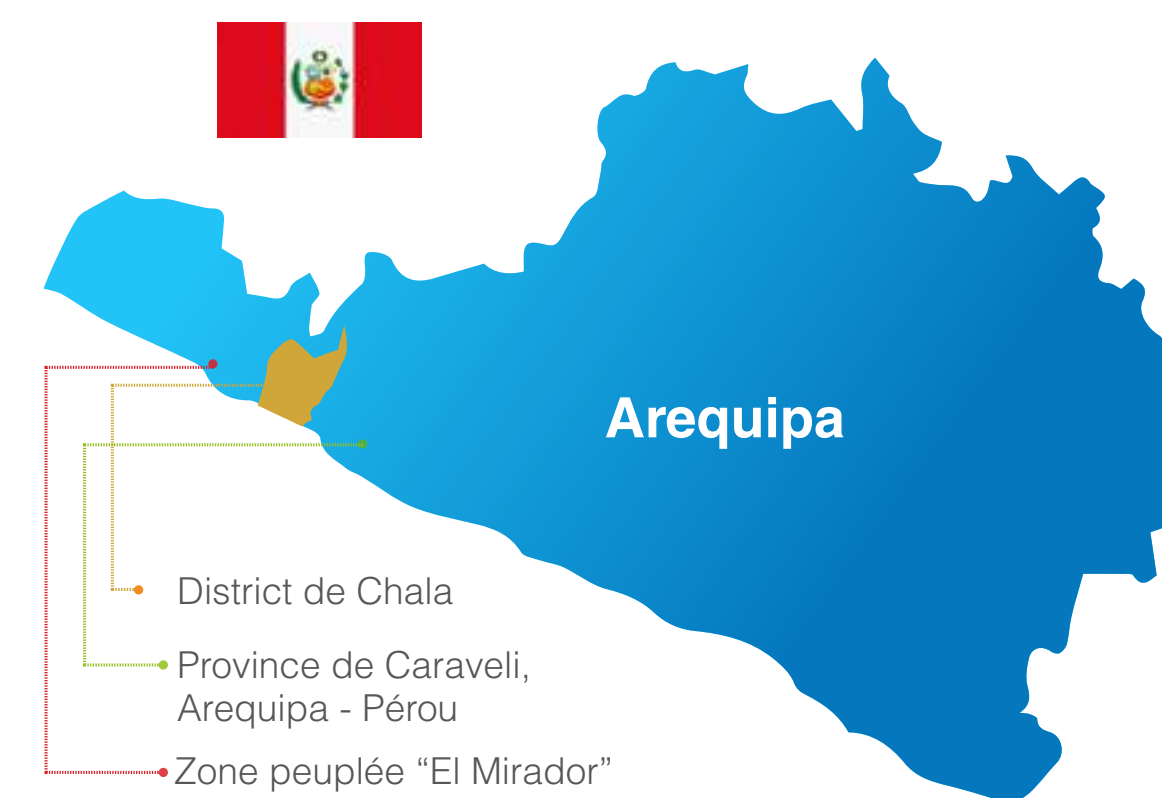 Arequipa
District de Chala
Province de Caraveli,
Arequipa - Pérou
Zone peuplée “El Mirador”